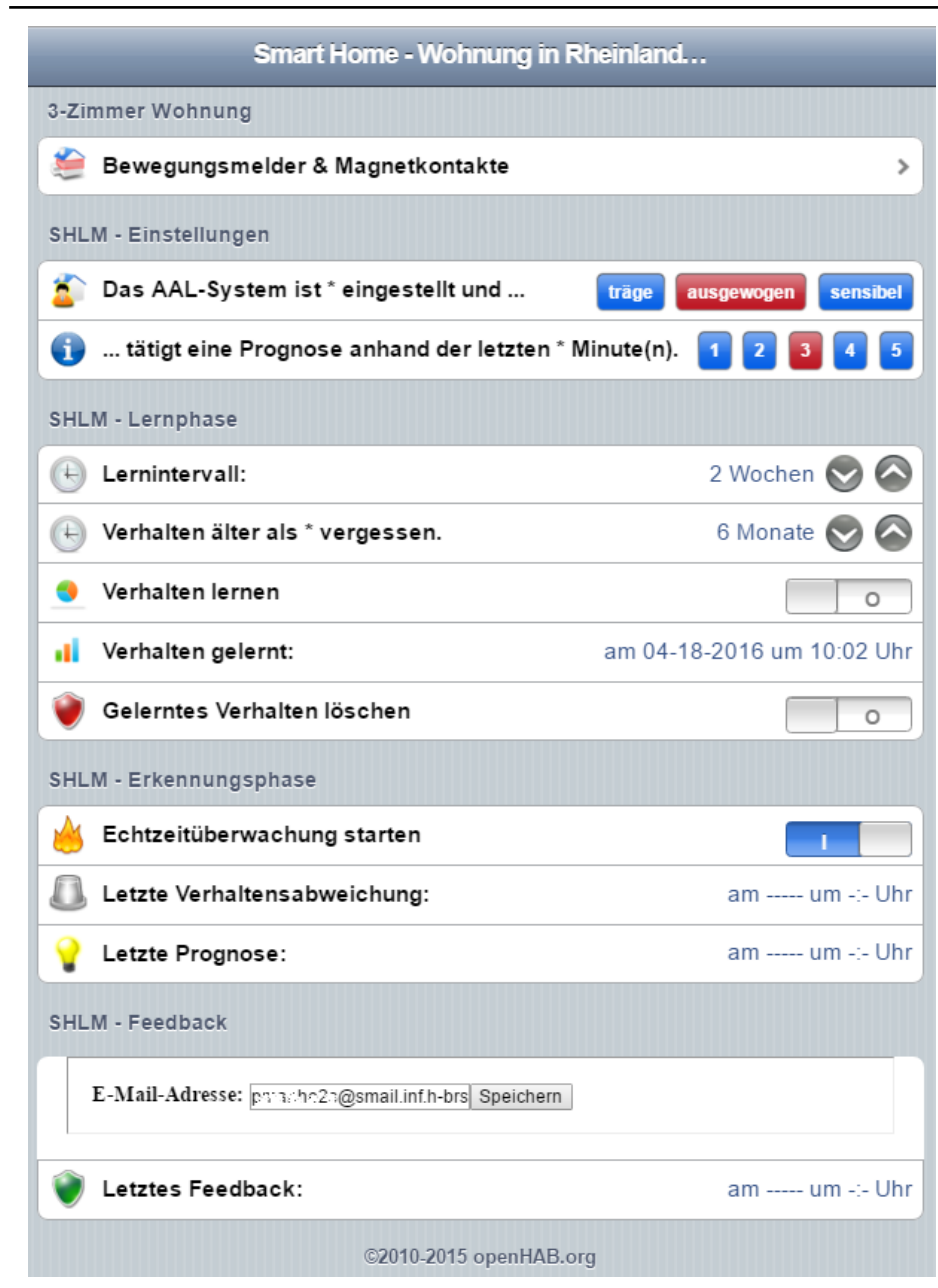 Smart Home - Wohnung in Rheinland...
3-Zimmer Wohnung
Bewegungsmelder & Magnetkontakte
SHLM - Einstellungen
Das AAL-System ist * eingestellt und ... träge ausgewogen sensibel
... tätigt eine Prognose anhand der letzten * Minute(n). 1 2 3 4 5
SHLM - Lernphase
Lernintervall: 2 Wochen
Verhalten älter als * vergessen. 6 Monate
Verhalten lernen O
Verhalten gelernt: am 04-18-2016 um 10:02 Uhr
Gelerntes Verhalten löschen O
SHLM - Erkennungsphase
Echtzeitüberwachung starten I
Letzte Verhaltensabweichung: am ----- um -:- Uhr
Letzte Prognose: am ----- um -:- Uhr
SHLM - Feedback
E-Mail-Adresse: @smail.inf.h-brs Speichern
Letztes Feedback: am ----- um -:- Uhr
©2010-2015 openHAB.org